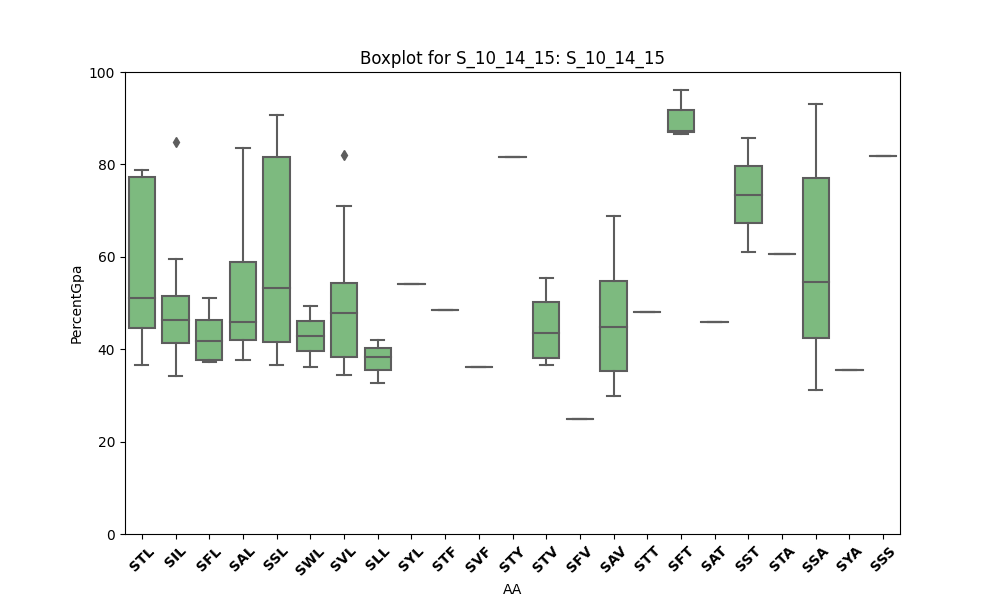 Boxplot for S_10_14_15: S_10_14_15
100
80
60
40
20
0
PercentGpa
STL SIL SFL SAL SSL SWL SVL SLL SYL STF SVF STY STV SFV SAV STT SFT SAT SST STA SSA SYA SSS
AA